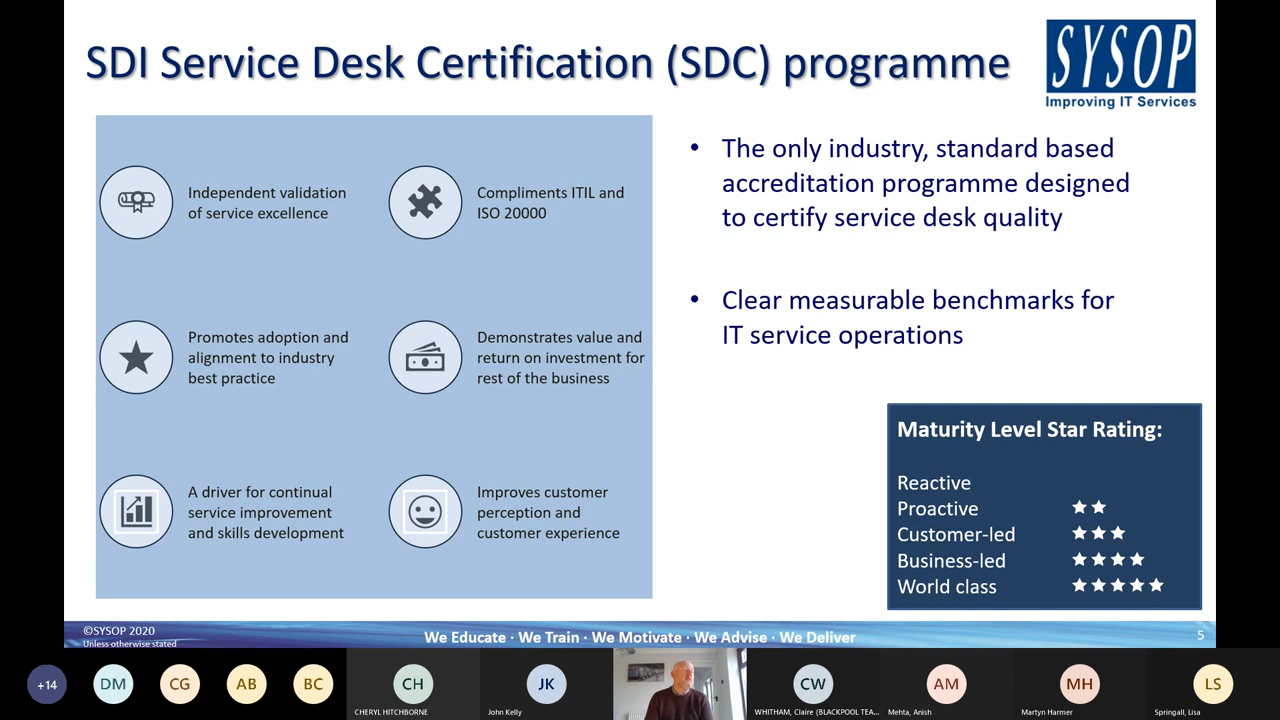 SDI Service Desk Certification (SDC) programme
SYSOP
Improving IT Services
Independent validation
of service excellence
Compliments ITIL and
ISO 20000
Promotes adoption and
alignment to industry
best practice
Demonstrates value and
return on investment for
rest of the business
A driver for continual
service improvement
and skills development
Improves customer
perception and
customer experience
• The only industry, standard based
accreditation programme designed
to certify service desk quality
• Clear measurable benchmarks for
IT service operations
Maturity Level Star Rating:
Reactive
Proactive ★★
Customer-led ★★★
Business-led ★★★★
World class ★★★★★
©SYSOP 2020
Unless otherwise stated
We Educate · We Train · We Motivate · We Advise · We Deliver
5
+14
DM
CG
AB
BC
CH
CHERYL HITCHBORNE
JK
John Kelly
CW
WHITHAM, Claire (BLACKPOOL TEA...
AM
Mehta, Anish
MH
Martyn Harmer
LS
Springall, Lisa